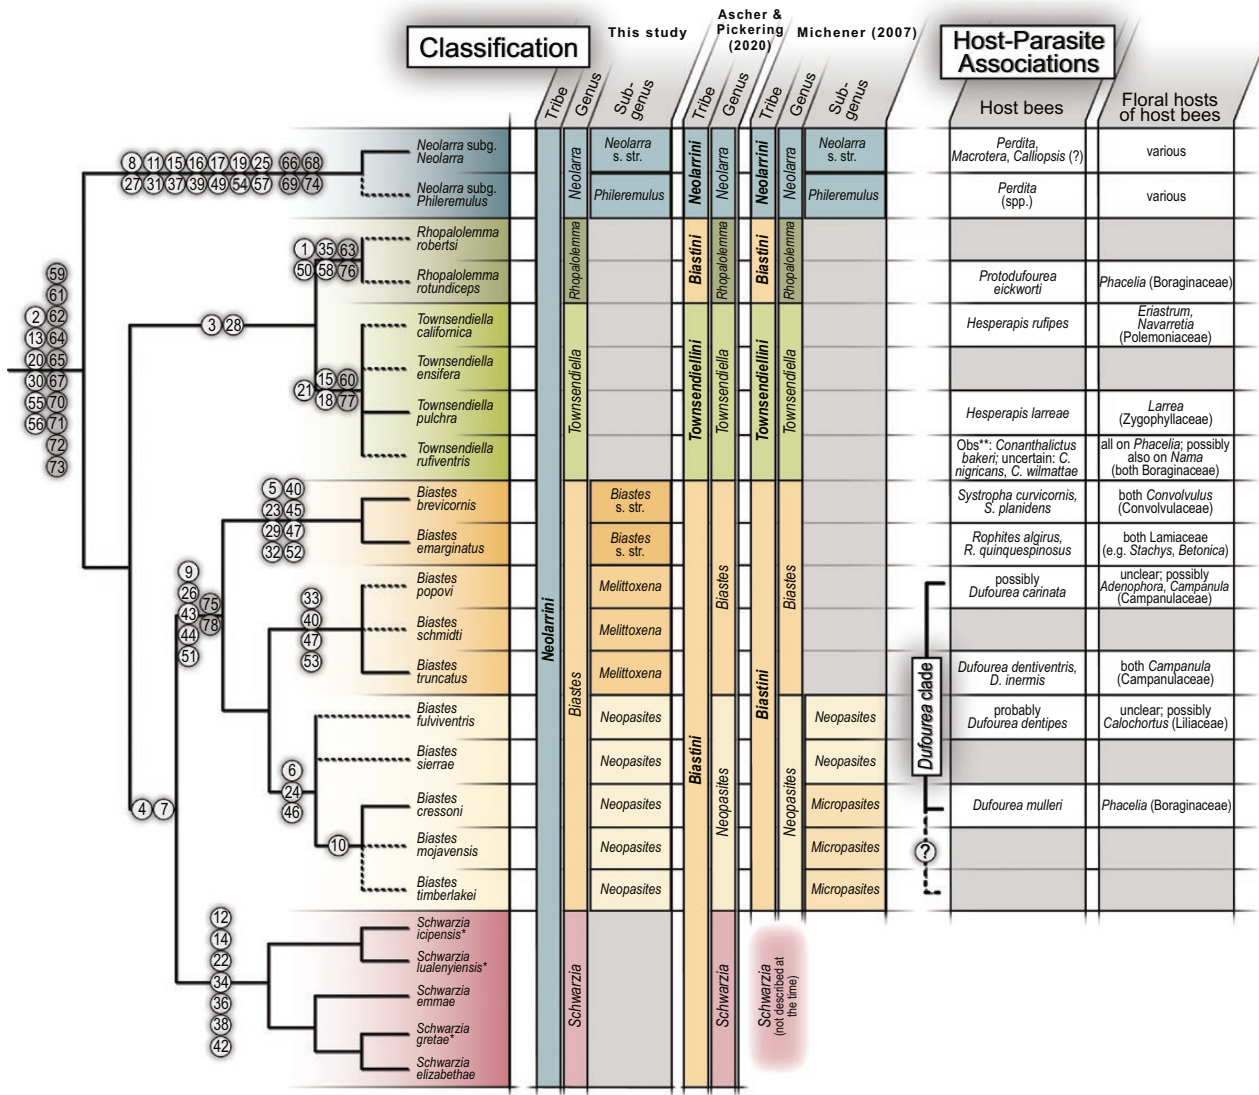 Classification
This study
Ascher &
Pickering
(2020)
Michener (2007)
Host-Parasite
Associations
Tribe
Genus
Sub-
genus
Tribe
Genus
Tribe
Genus
Sub-
genus
Host bees
Floral hosts
of host bees
8 11 15 16 17 19 25 66 68
27 31 37 39 49 54 57 69 74
59
61
2 62
13 64
20 65
30 67
55 70
56 71
72
73
3 28
1 35 63
50 58 76
15 60
21
18 77
5 40
23 45
29 47
32 52
9
26
43 75
44 78
51
33
40
47
53
6
24
46
10
4 7
12
14
22
34
36
38
42
Neolarra subg.
Neolarra
Neolarra subg.
Phileremulus
Rhopalolemma
robertsi
Rhopalolemma
rotundiceps
Townsendiella
californica
Townsendiella
ensifera
Townsendiella
pulchra
Townsendiella
rufiventris
Biastes
brevicornis
Biastes
emarginatus
Biastes
popovi
Biastes
schmidti
Biastes
truncatus
Biastes
fulviventris
Biastes
sierrae
Biastes
cressoni
Biastes
mojavensis
Biastes
timberlakei
Schwarzia
icipensis*
Schwarzia
lualenyiensis*
Schwarzia
emmae
Schwarzia
gretae*
Schwarzia
elizabethae
Neolarrini
Neolarra
Rhopalolemma
Townsendiella
Biastes
Schwarzia
Neolarra
s. str.
Phileremulus
Biastes
s. str.
Biastes
s. str.
Melittoxena
Melittoxena
Melittoxena
Neopasites
Neopasites
Neopasites
Neopasites
Neopasites
Neolarrini
Biastini
Townsendiellini
Biastini
Neolarra
Rhopalolemma
Townsendiella
Biastes
Neopasites
Schwarzia
Neolarrini
Biastini
Townsendiellini
Biastini
Neolarra
Rhopalolemma
Townsendiella
Biastes
Neopasites
Schwarzia
(not described at
the time)
Neolarra
s. str.
Phileremulus
Neopasites
Neopasites
Micropasites
Micropasites
Micropasites
Dufourea clade
?
Perdita,
Macrotera, Calliopsis (?)
various
Perdita
(spp.)
various
Protodufourea
eickworti
Phacelia (Boraginaceae)
Hesperapis rufipes
Eriastrum,
Navarretia
(Polemoniaceae)
Hesperapis larreae
Larrea
(Zygophyllaceae)
Obs**: Conanthalictus
bakeri; uncertain: C.
nigricans, C. wilmattae
all on Phacelia; possibly
also on Nama
(both Boraginaceae)
Systropha curvicornis,
S. planidens
both Convolvulus
(Convolvulaceae)
Rophites algirus,
R. quinquespinosus
both Lamiaceae
(e.g. Stachys, Betonica)
possibly
Dufourea carinata
unclear; possibly
Adenophora, Campanula
(Campanulaceae)
Dufourea dentiventris,
D. inermis
both Campanula
(Campanulaceae)
probably
Dufourea dentipes
unclear; possibly
Calochortus (Liliaceae)
Dufourea mulleri
Phacelia (Boraginaceae)